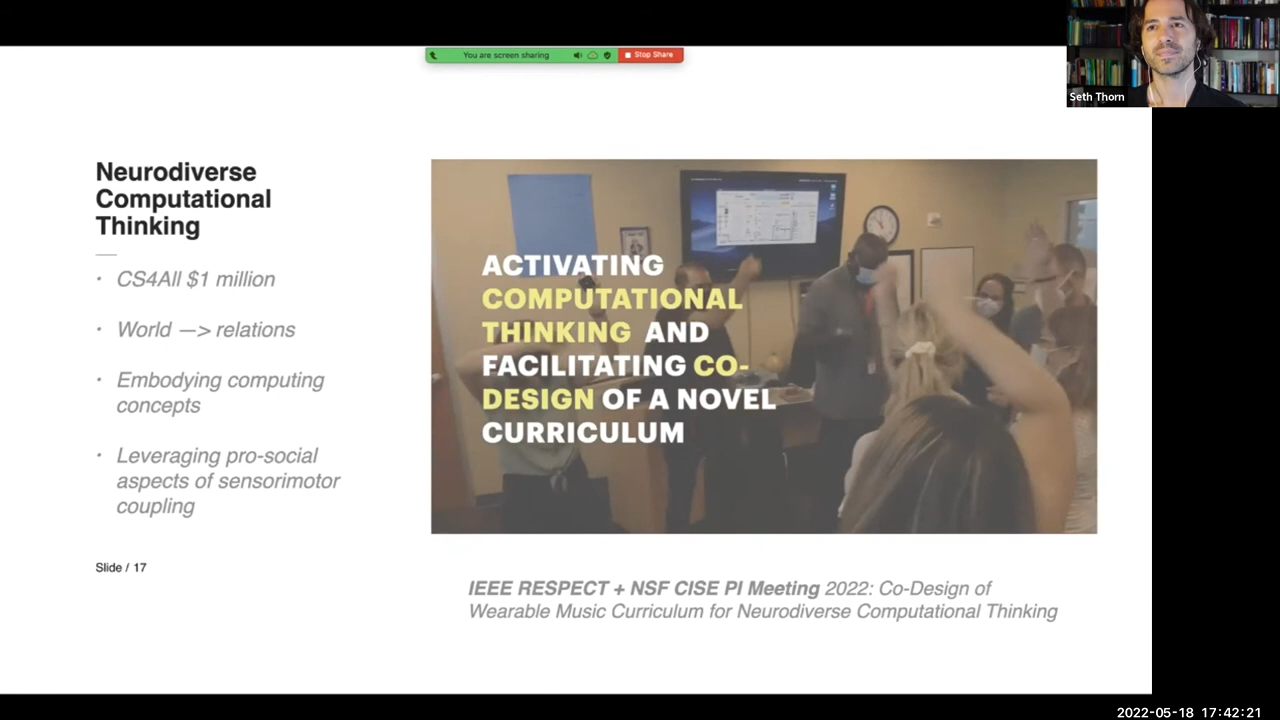 You are screen sharing
Stop Share
Seth Thorn
Neurodiverse
Computational
Thinking
• CS4All $1 million
• World —> relations
• Embodying computing
concepts
• Leveraging pro-social
aspects of sensorimotor
coupling
Slide / 17
ACTIVATING
COMPUTATIONAL
THINKING AND
FACILITATING CO-
DESIGN OF A NOVEL
CURRICULUM
IEEE RESPECT + NSF CISE PI Meeting 2022: Co-Design of
Wearable Music Curriculum for Neurodiverse Computational Thinking
2022-05-18 17:42:21